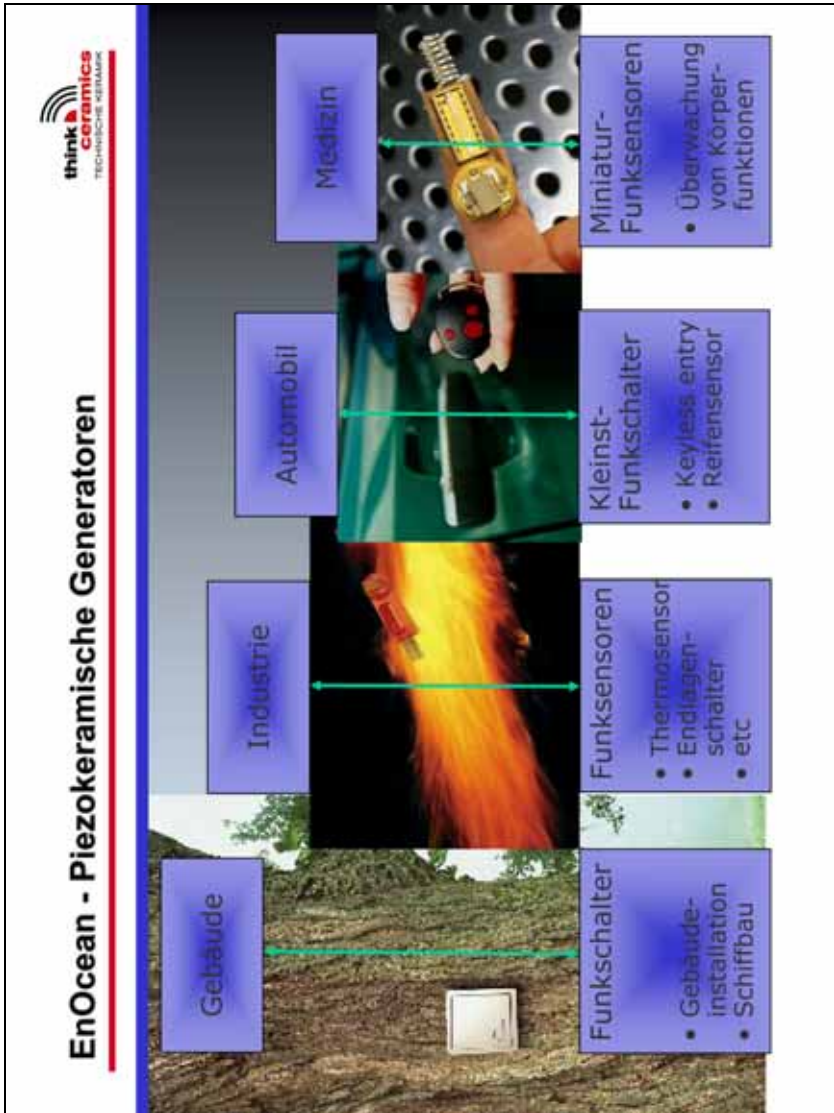 EnOcean - Piezokeramische Generatoren
think
ceramics
TECHNISCHE KERAMIK
Gebäude
Industrie
Automobil
Medizin
Funkschalter
• Gebäude-
installation
• Schiffbau
Funksensoren
• Thermosensor
• Endlagen-
schalter
• etc
Kleinst-
Funkschalter
• Keyless entry
• Reifensensor
Miniatur-
Funksensoren
• Überwachung
von Körper-
funktionen